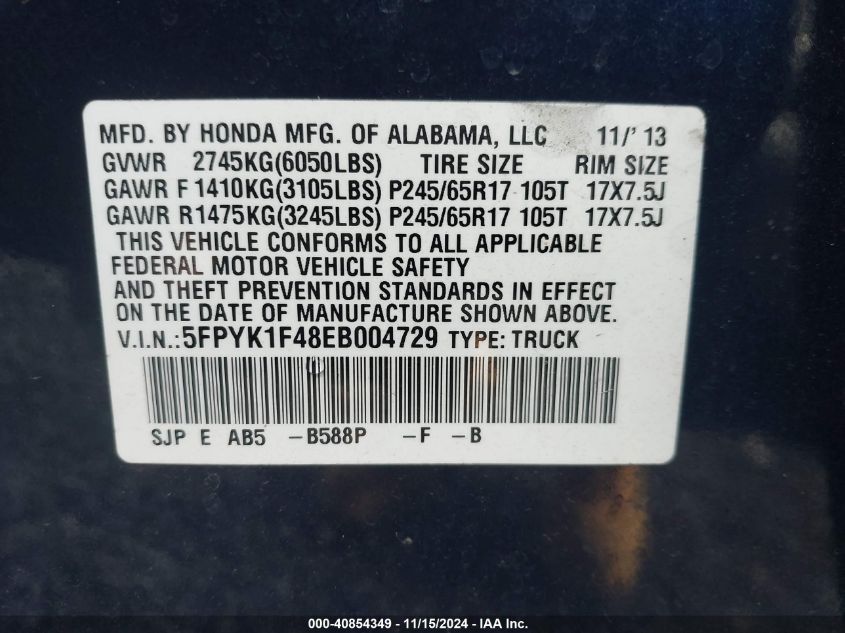 MFD. BY HONDA MFG. OF ALABAMA, LLC 11/'13
GVWR 2745KG(6050LBS) TIRE SIZE RIM SIZE
GAWR F 1410KG(3105LBS) P245/65R17 105T 17X7.5J
GAWR R 1475KG(3245LBS) P245/65R17 105T 17X7.5J
THIS VEHICLE CONFORMS TO ALL APPLICABLE
FEDERAL MOTOR VEHICLE SAFETY
AND THEFT PREVENTION STANDARDS IN EFFECT
ON THE DATE OF MANUFACTURE SHOWN ABOVE.
V.I.N.:5FPYK1F48EB004729 TYPE: TRUCK
SJP E AB5 -B588P -F -B
000-40854349 - 11/15/2024 - IAA Inc.